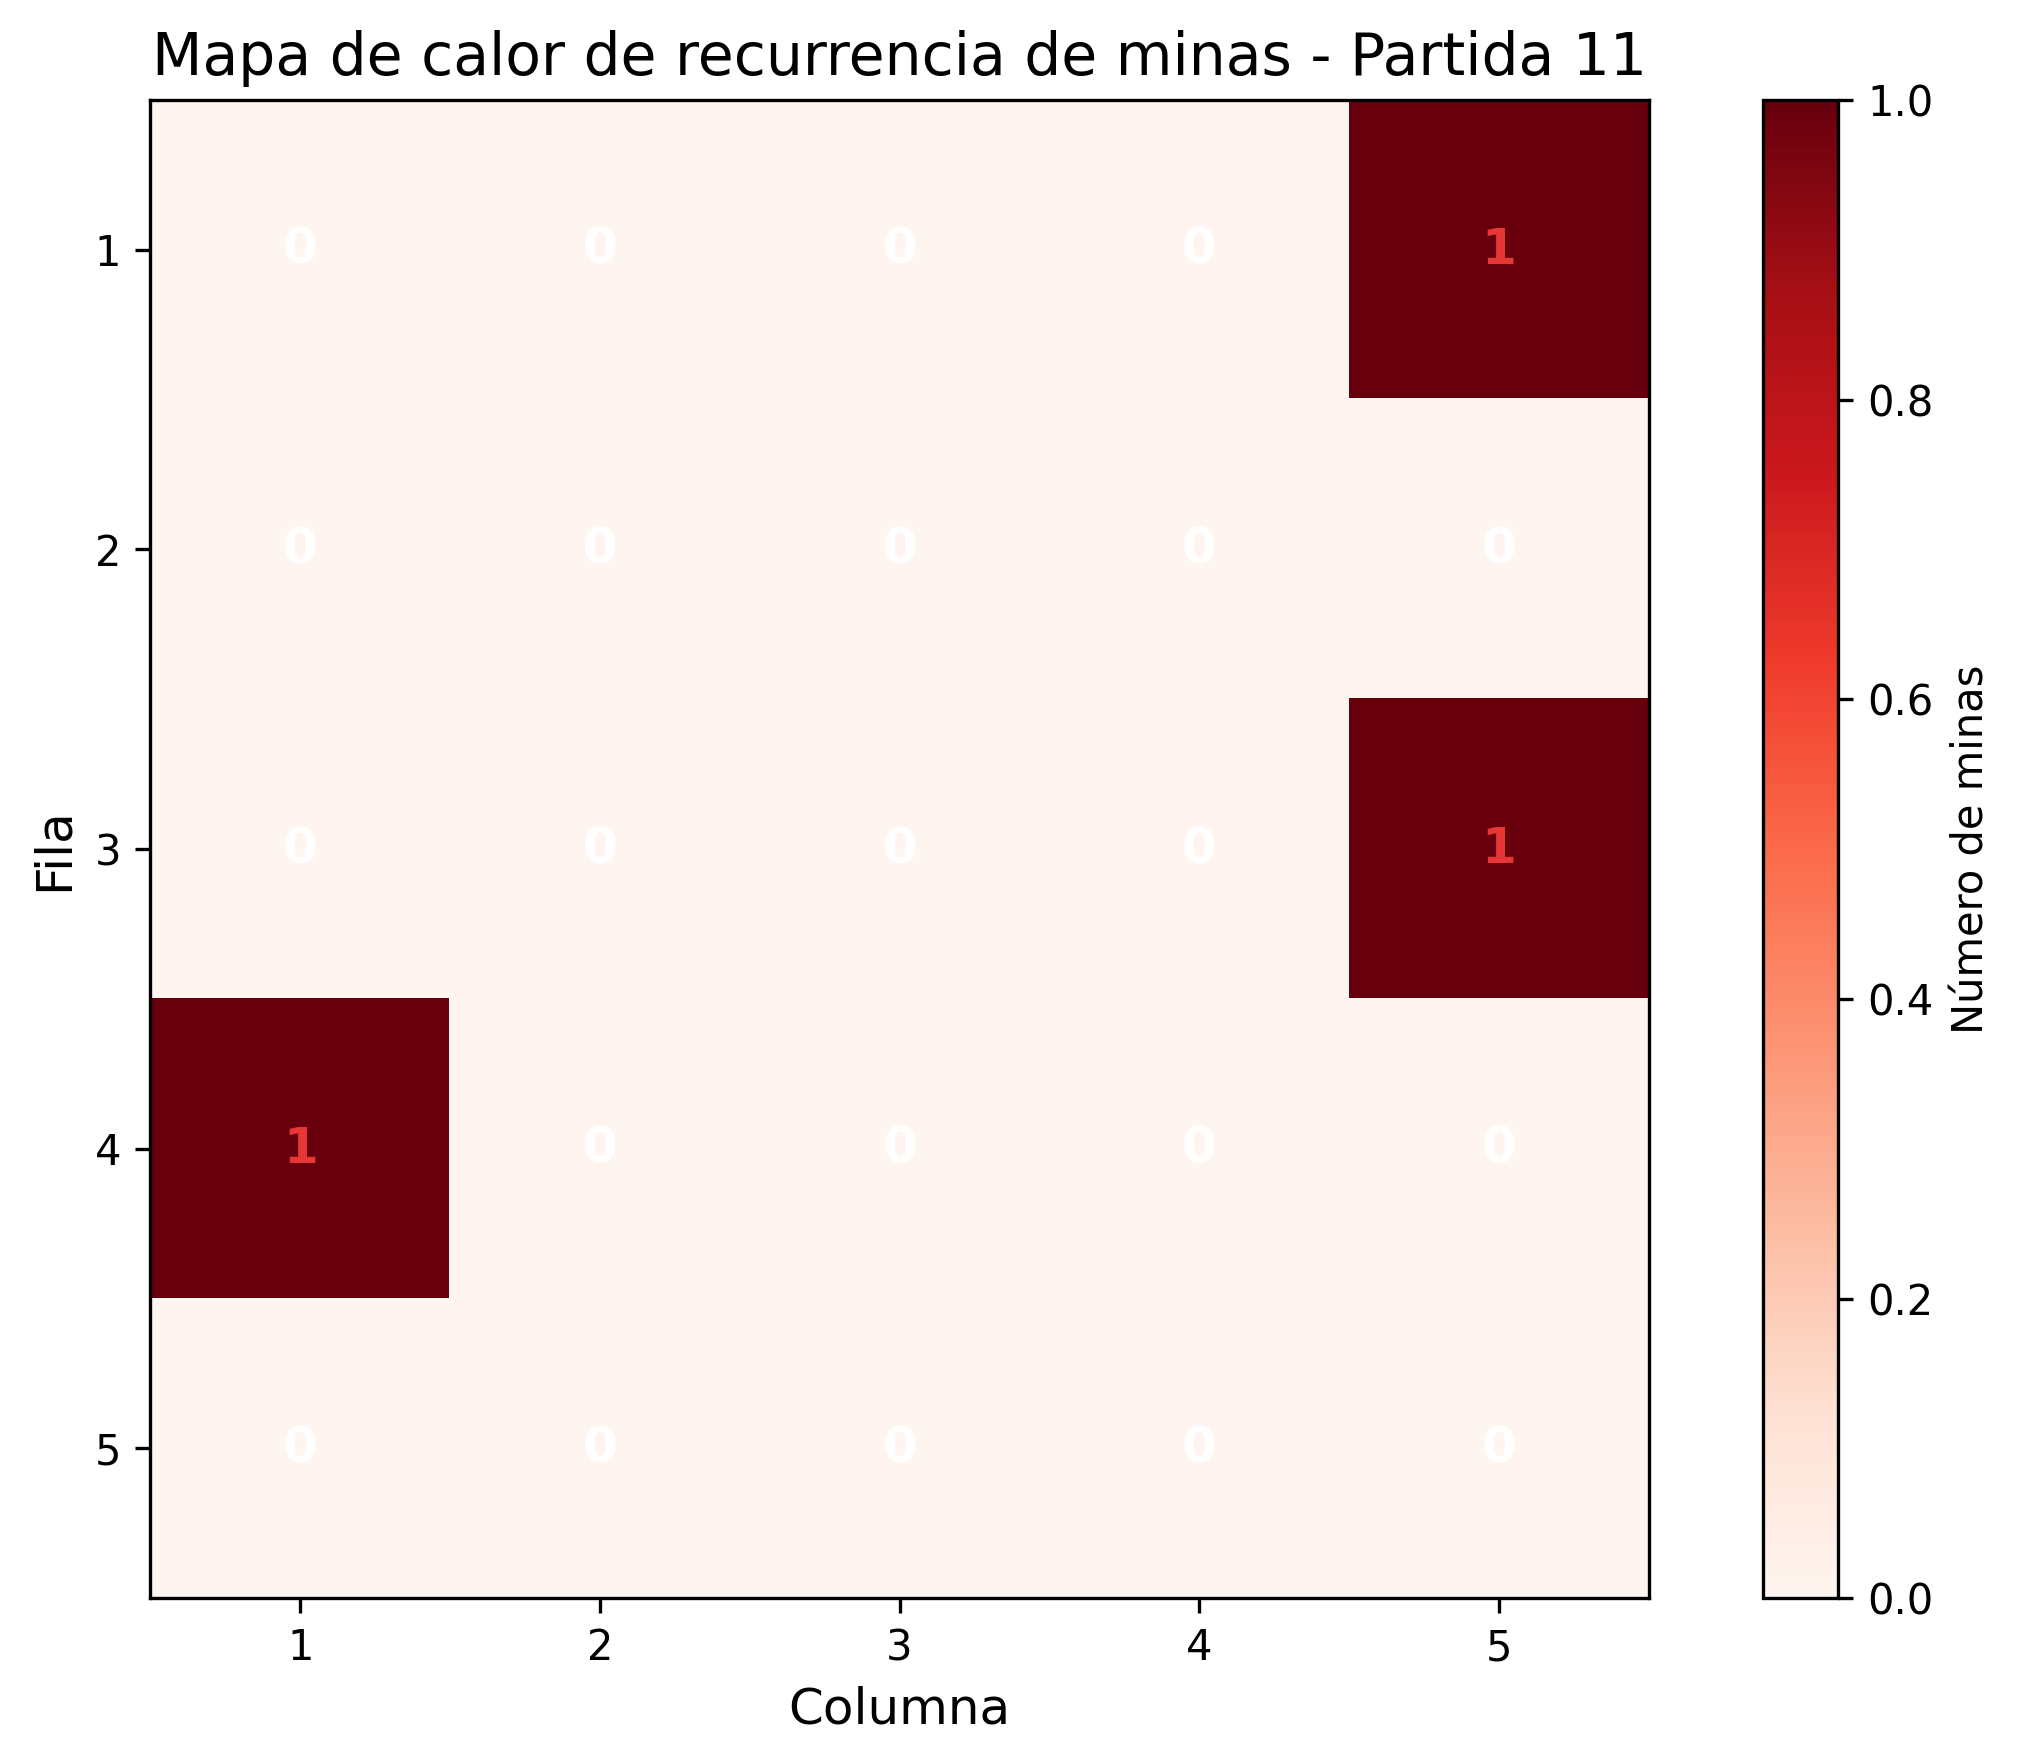 Mapa de calor de recurrencia de minas - Partida 11
1 0 0 0 0 1
2 0 0 0 0 0
3 0 0 0 0 1
4 1 0 0 0 0
5 0 0 0 0 0
1 2 3 4 5
Columna
Fila
1.0
0.8
0.6
0.4
0.2
0.0
Número de minas